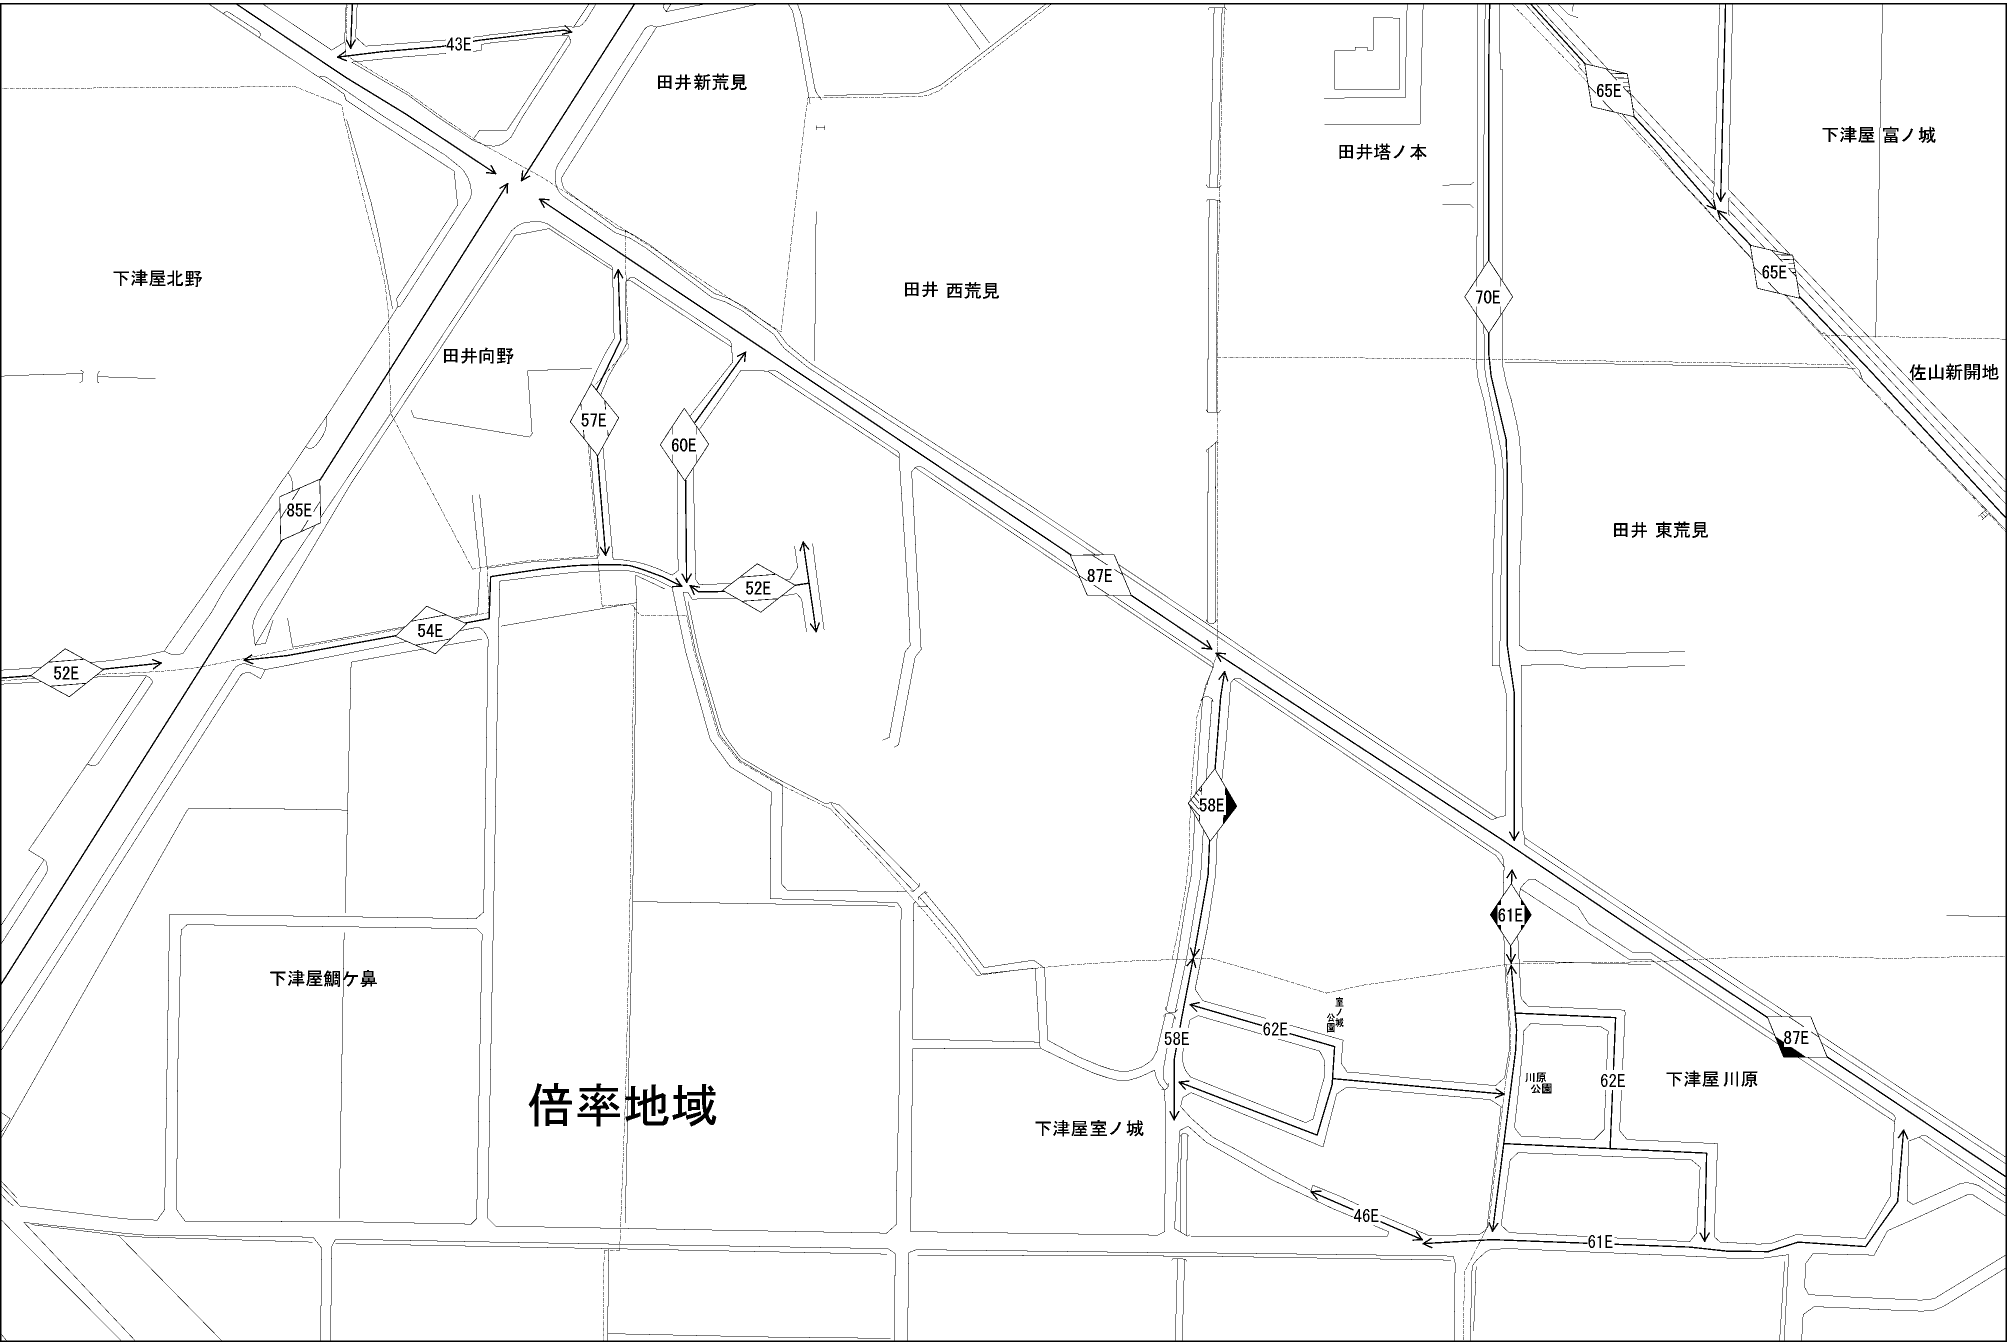 43E
田井新荒見
65E
下津屋 富ノ城
田井塔ノ本
下津屋北野
田井 西荒見
70E
65E
田井向野
佐山新開地
57E
60E
85E
田井 東荒見
87E
52E
54E
52E
58E
61E
下津屋鯛ケ鼻
室ノ城
公園
62E
58E
87E
川原
公園
62E
下津屋 川原
倍率地域
下津屋室ノ城
46E
61E